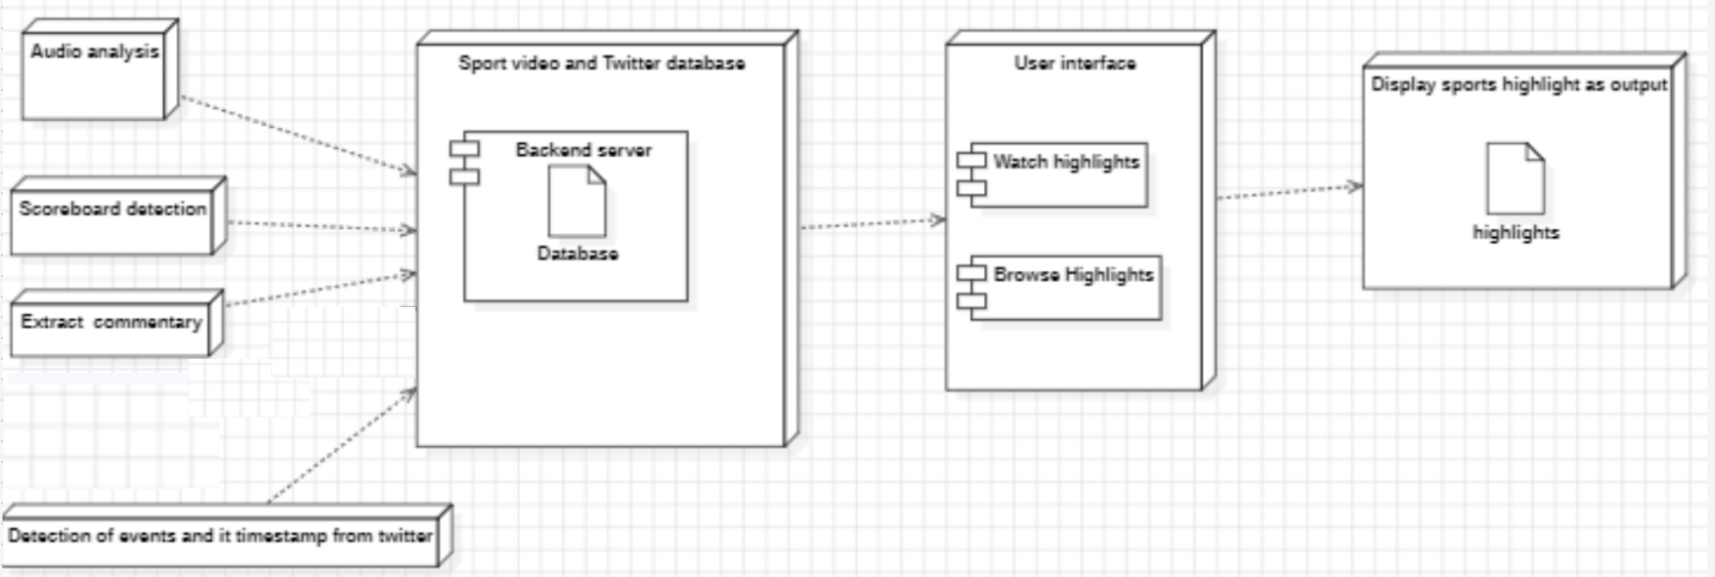 Audio analysis
Scoreboard detection
Extract commentary
Detection of events and it timestamp from twitter
Sport video and Twitter database
Backend server
Database
User interface
Watch highlights
Browse Highlights
Display sports highlight as output
highlights